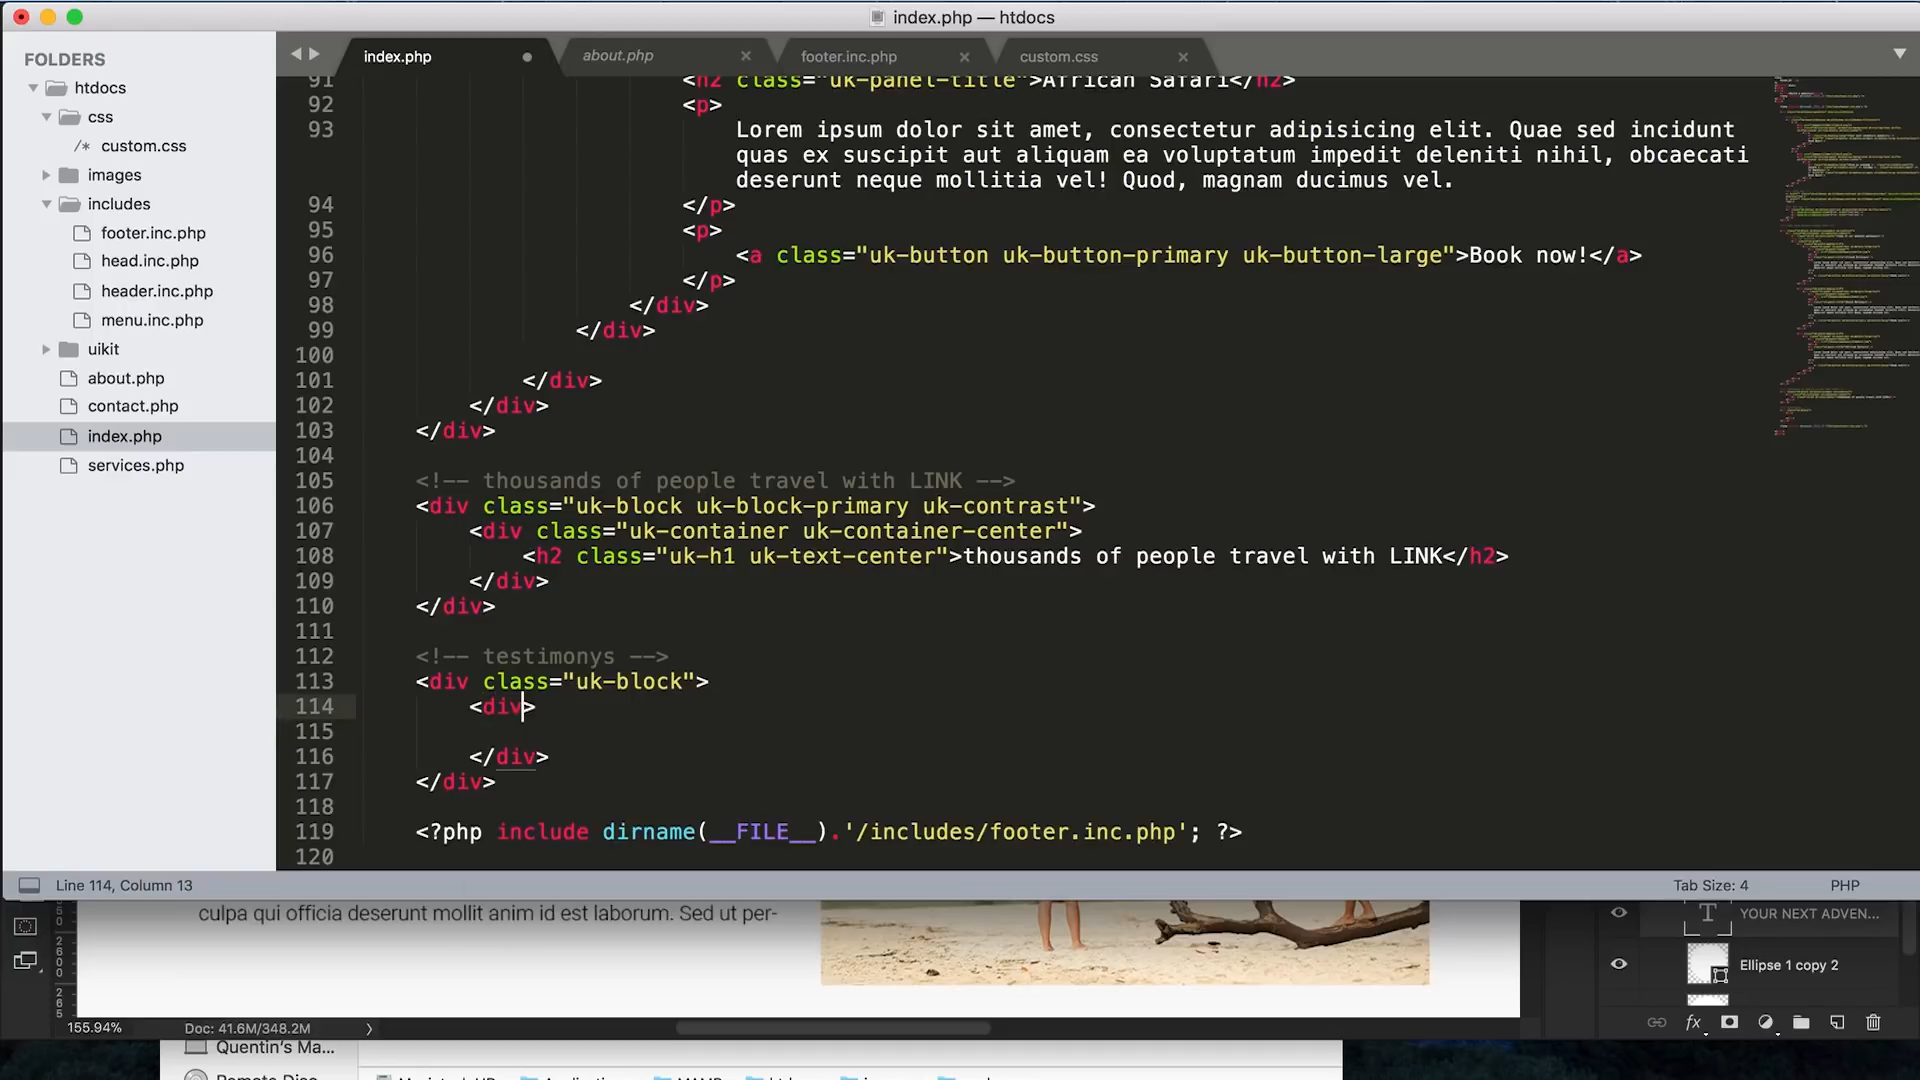 index.php — htdocs
FOLDERS
htdocs
css
/* custom.css
images
includes
footer.inc.php
head.inc.php
header.inc.php
menu.inc.php
uikit
about.php
contact.php
index.php
services.php
index.php
about.php
footer.inc.php
custom.css
91 <h2 class="uk-panel-title">African Safari</h2>
92 <p>
93 Lorem ipsum dolor sit amet, consectetur adipisicing elit. Quae sed incidunt
quas ex suscipit aut aliquam ea voluptatum impedit deleniti nihil, obcaecati
deserunt neque mollitia vel! Quod, magnam ducimus vel.
94 </p>
95 <p>
96 <a class="uk-button uk-button-primary uk-button-large">Book now!</a>
97 </p>
98 </div>
99 </div>
100
101 </div>
102 </div>
103 </div>
104
105 <!-- thousands of people travel with LINK -->
106 <div class="uk-block uk-block-primary uk-contrast">
107 <div class="uk-container uk-container-center">
108 <h2 class="uk-h1 uk-text-center">thousands of people travel with LINK</h2>
109 </div>
110 </div>
111
112 <!-- testimonys -->
113 <div class="uk-block">
114 <div>
115
116 </div>
117 </div>
118
119 <?php include dirname(__FILE__).'/includes/footer.inc.php'; ?>
120
Line 114, Column 13
Tab Size: 4
PHP
culpa qui officia deserunt mollit anim id est laborum. Sed ut per-
T YOUR NEXT ADVEN...
Ellipse 1 copy 2
fx
155.94%
Doc: 41.6M/348.2M
Quentin's Ma...